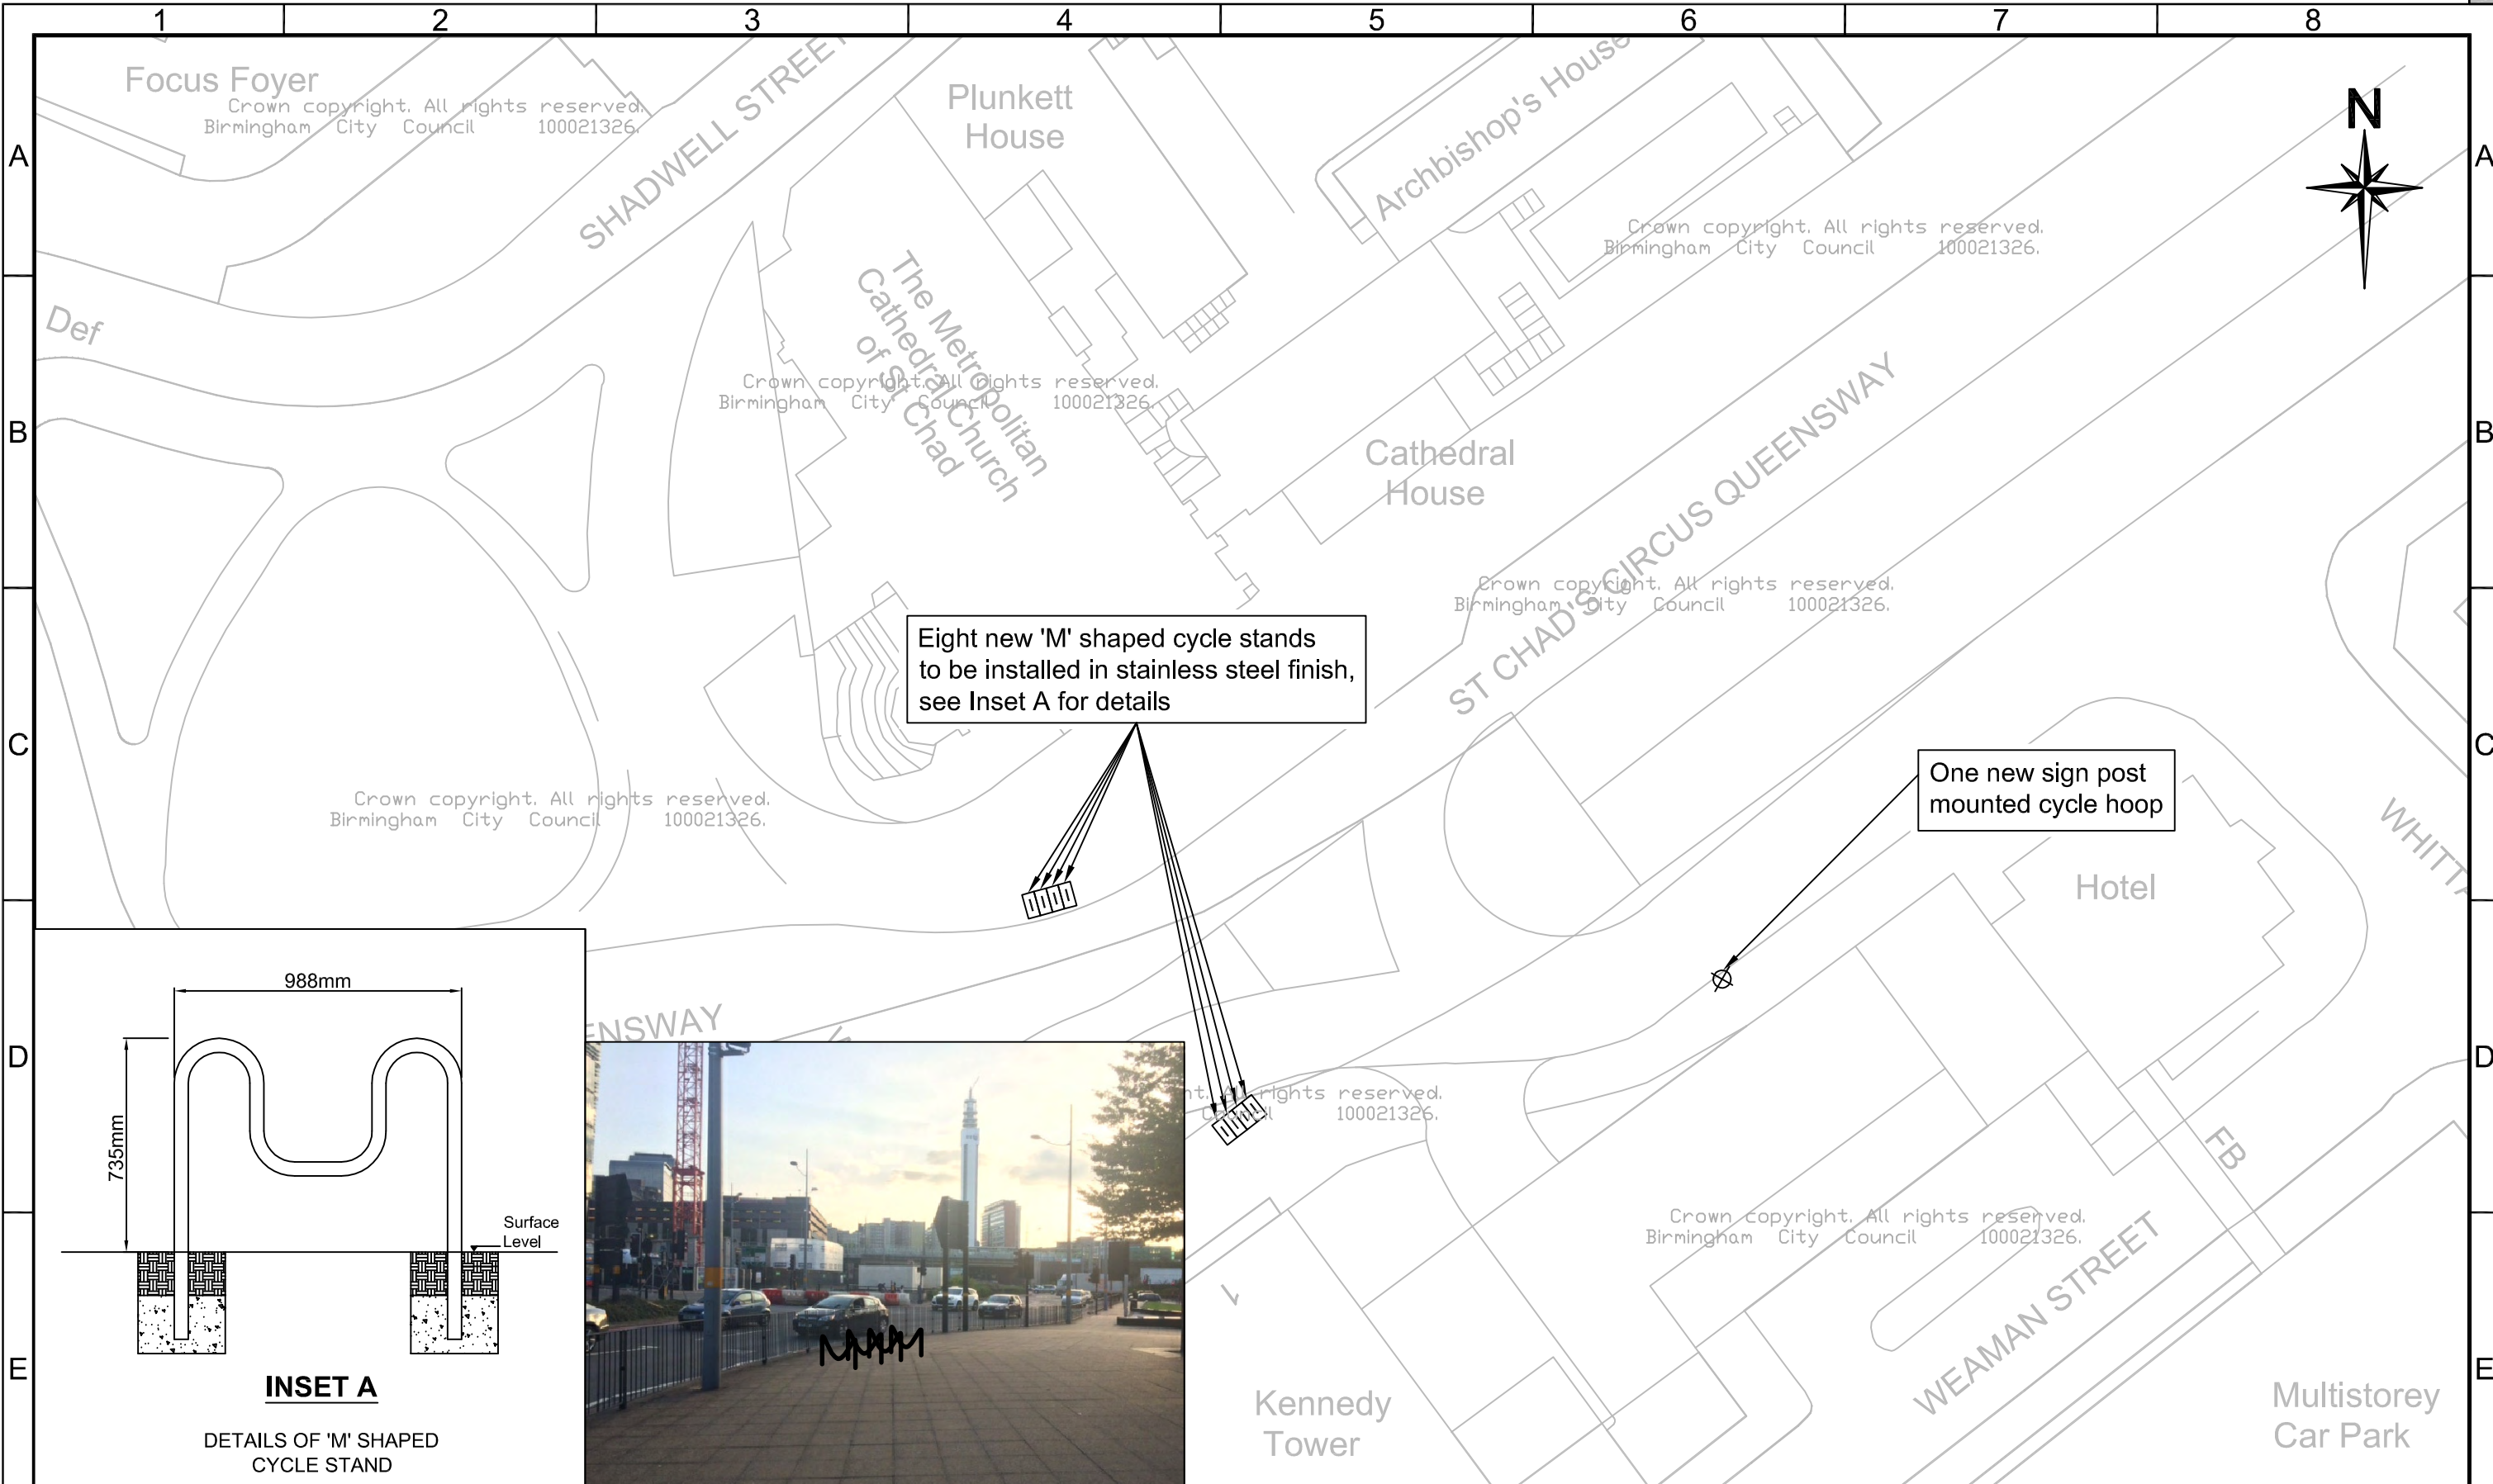 1 2 3 4 5 6 7 8
A
B
C
D
E
A
B
C
D
E
N
Focus Foyer
Crown copyright. All rights reserved.
Birmingham City Council 100021326.
SHADWELL STREET
Plunkett
House
Archbishop's House
Crown copyright. All rights reserved.
Birmingham City Council 100021326.
Def
The Metropolitan
Cathedral Church
of St Chad
Crown copyright. All rights reserved.
Birmingham City Council 100021326.
Cathedral
House
ST CHAD'S CIRCUS QUEENSWAY
Crown copyright. All rights reserved.
Birmingham City Council 100021326.
Eight new 'M' shaped cycle stands
to be installed in stainless steel finish,
see Inset A for details
One new sign post
mounted cycle hoop
Crown copyright. All rights reserved.
Birmingham City Council 100021326.
WHITTA
Hotel
ENSWAY
988mm
735mm
Surface
Level
INSET A
DETAILS OF 'M' SHAPED
CYCLE STAND
nt. All rights reserved.
Council 100021326.
FB
Crown copyright. All rights reserved.
Birmingham City Council 100021326.
WEAMAN STREET
Kennedy
Tower
Multistorey
Car Park